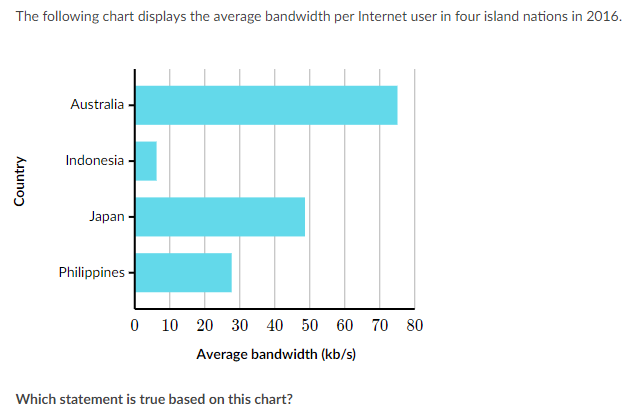 The following chart displays the average bandwidth per Internet user in four island nations in 2016.
Country
Australia
Indonesia
Japan
Philippines
0 10 20 30 40 50 60 70 80
Average bandwidth (kb/s)
Which statement is true based on this chart?